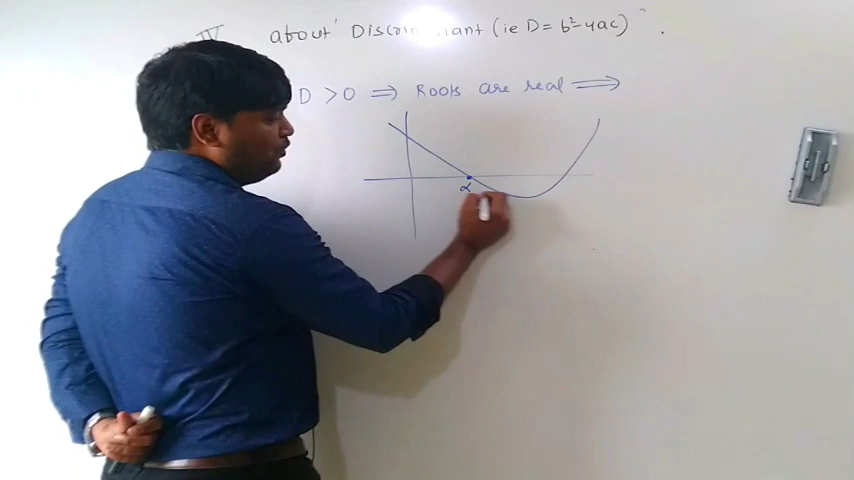 IV
about Discriminant (ie D = b²-4ac) .
D > 0 ⇒ Roots are real ⇒
α